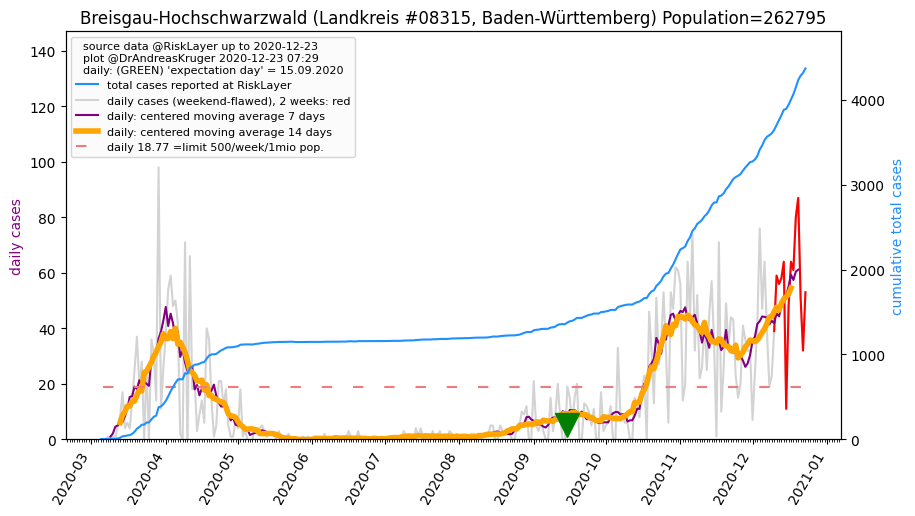 Breisgau-Hochschwarzwald (Landkreis #08315, Baden-Württemberg) Population=262795
source data @RiskLayer up to 2020-12-23
plot @DrAndreasKruger 2020-12-23 07:29
daily: (GREEN) 'expectation day' = 15.09.2020
total cases reported at RiskLayer
daily cases (weekend-flawed), 2 weeks: red
daily: centered moving average 7 days
daily: centered moving average 14 days
daily 18.77 =limit 500/week/1mio pop.
daily cases
140
120
100
80
60
40
20
0
cumulative total cases
4000
3000
2000
1000
0
2020-03
2020-04
2020-05
2020-06
2020-07
2020-08
2020-09
2020-10
2020-11
2020-12
2021-01